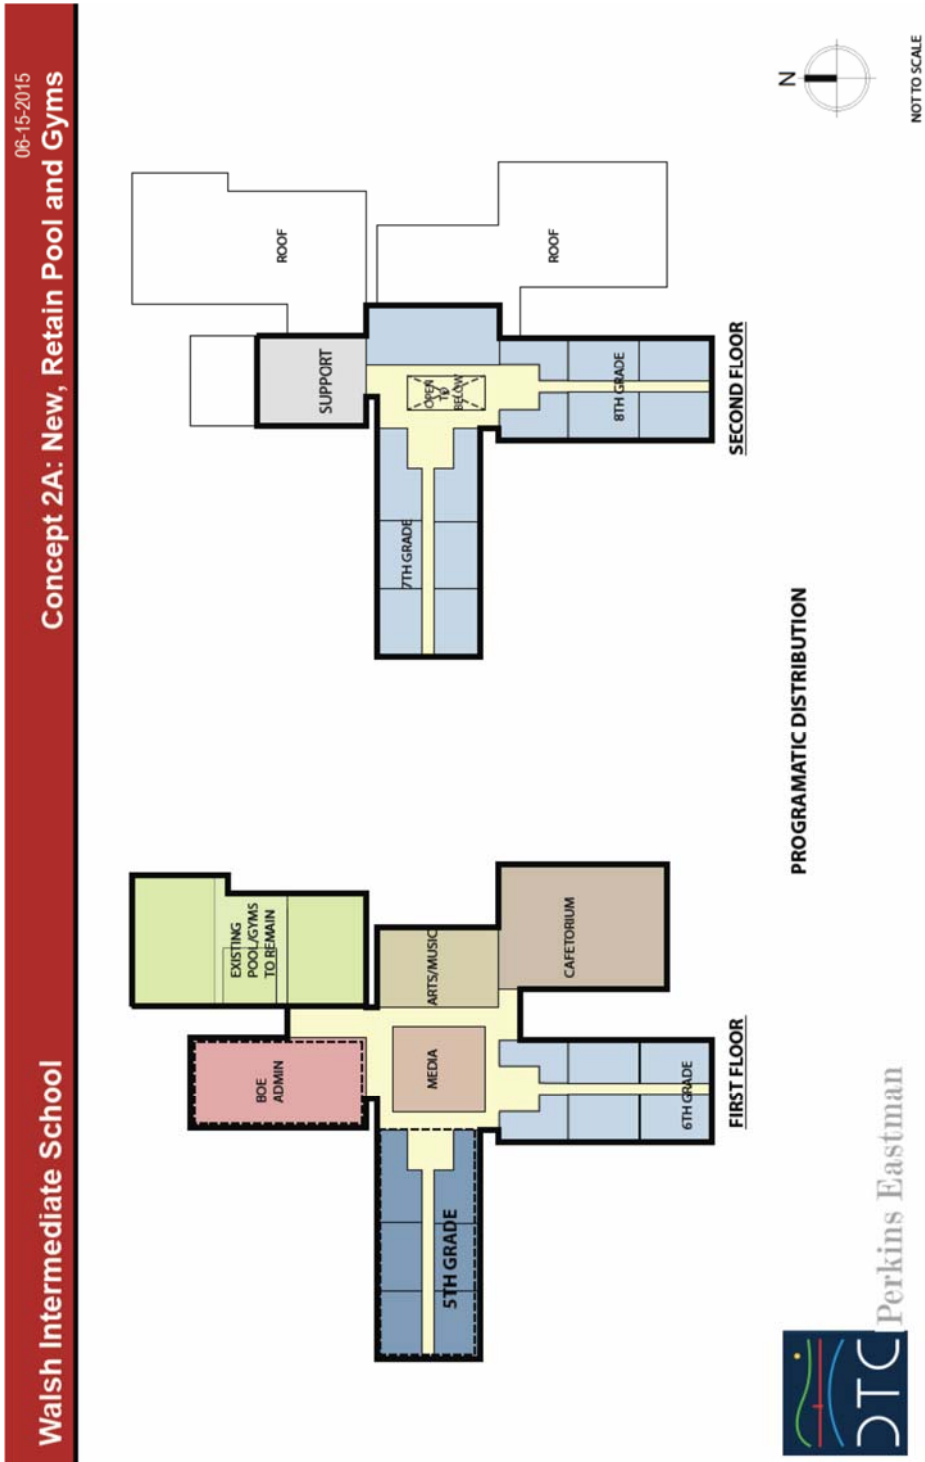 Walsh Intermediate School
06-15-2015
Concept 2A: New, Retain Pool and Gyms
BOE
ADMIN
EXISTING
POOL/GYMS
TO REMAIN
5TH GRADE
MEDIA
ARTS/MUSIC
6TH GRADE
CAFETORIUM
FIRST FLOOR
SUPPORT
ROOF
7TH GRADE
OPEN
TO
BELOW
ROOF
8TH GRADE
SECOND FLOOR
PROGRAMATIC DISTRIBUTION
DTC
Perkins Eastman
N
NOT TO SCALE